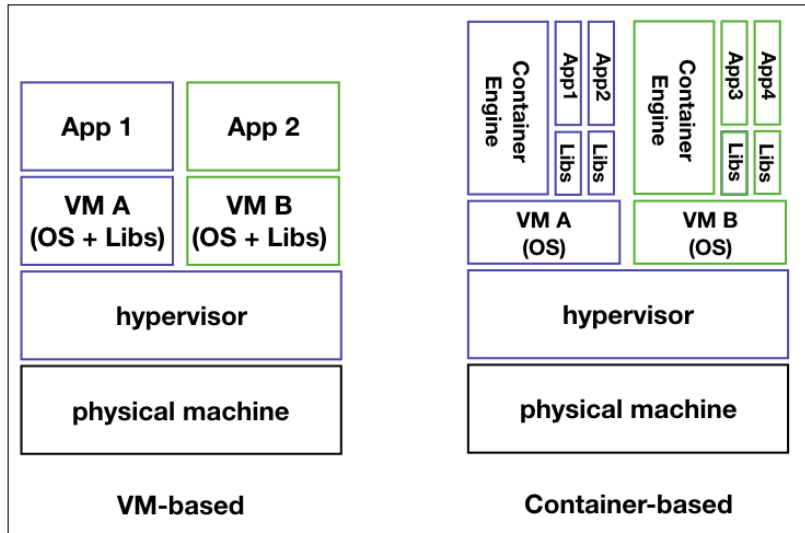 App 1
App 2
VM A
(OS + Libs)
VM B
(OS + Libs)
hypervisor
physical machine
VM-based
Container
Engine
App1
App2
Libs
Libs
Container
Engine
App3
App4
Libs
Libs
VM A
(OS)
VM B
(OS)
hypervisor
physical machine
Container-based